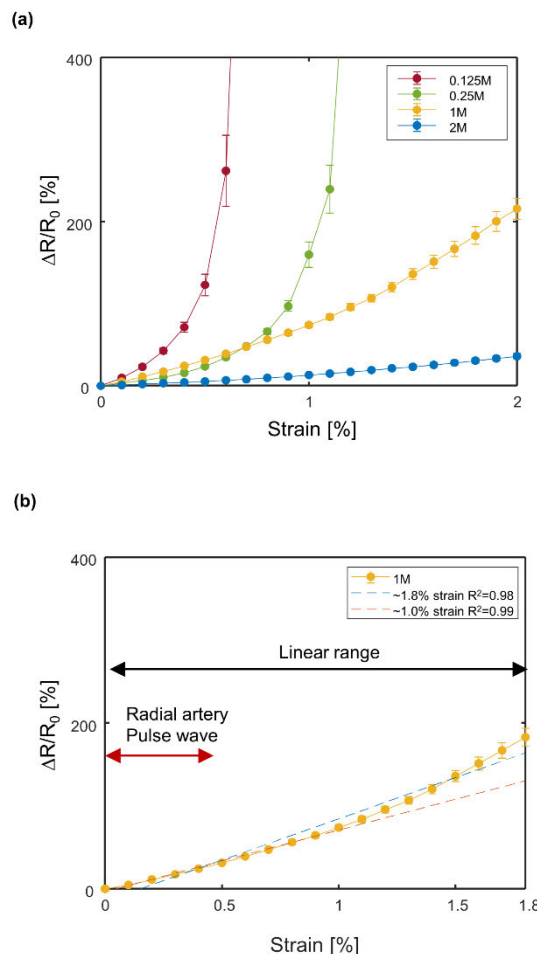 (a)
400
200
0
ΔR/R₀ [%]
0.125M
0.25M
1M
2M
0 1 2
Strain [%]
(b)
400
200
0
ΔR/R₀ [%]
1M
~1.8% strain R²=0.98
~1.0% strain R²=0.99
Linear range
Radial artery
Pulse wave
0 0.5 1 1.5 1.8
Strain [%]